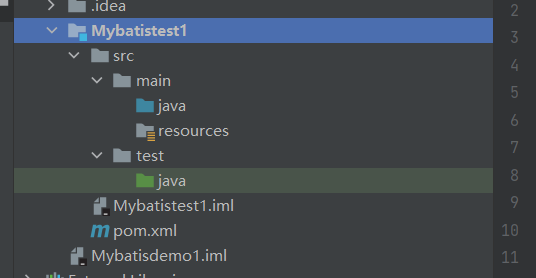 .idea
Mybatistest1
src
main
java
resources
test
java
Mybatistest1.iml
pom.xml
Mybatisdemo1.iml
2
3
4
5
6
7
8
9
10
11